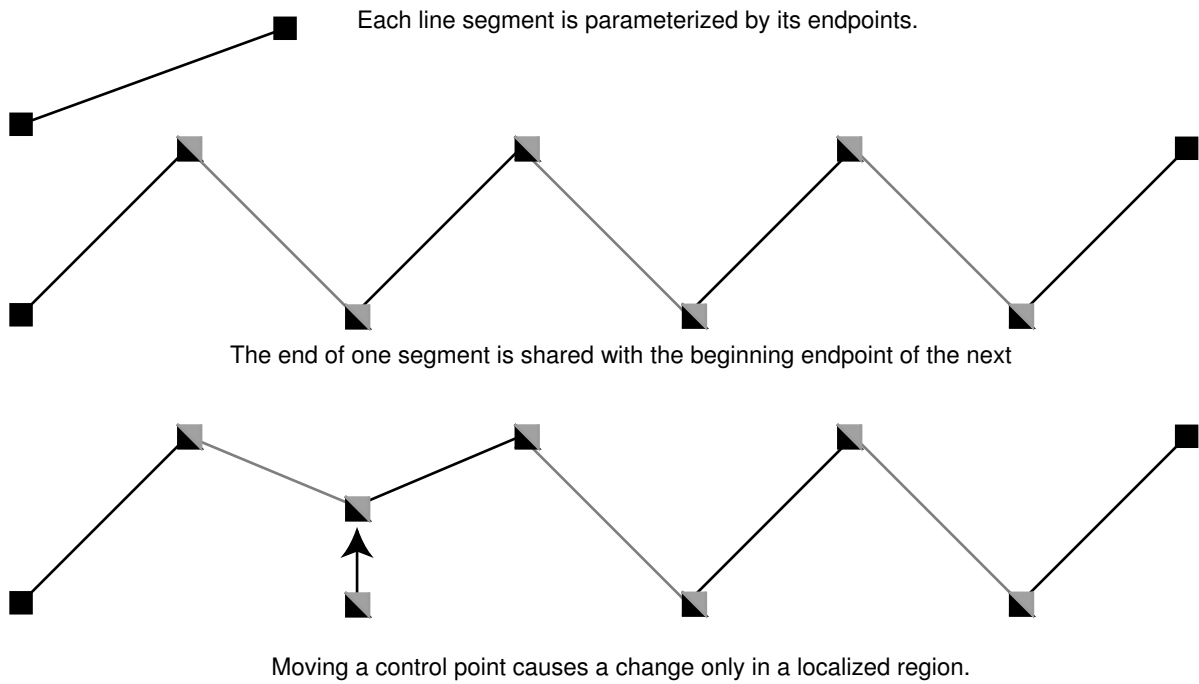 Each line segment is parameterized by its endpoints.
The end of one segment is shared with the beginning endpoint of the next
Moving a control point causes a change only in a localized region.